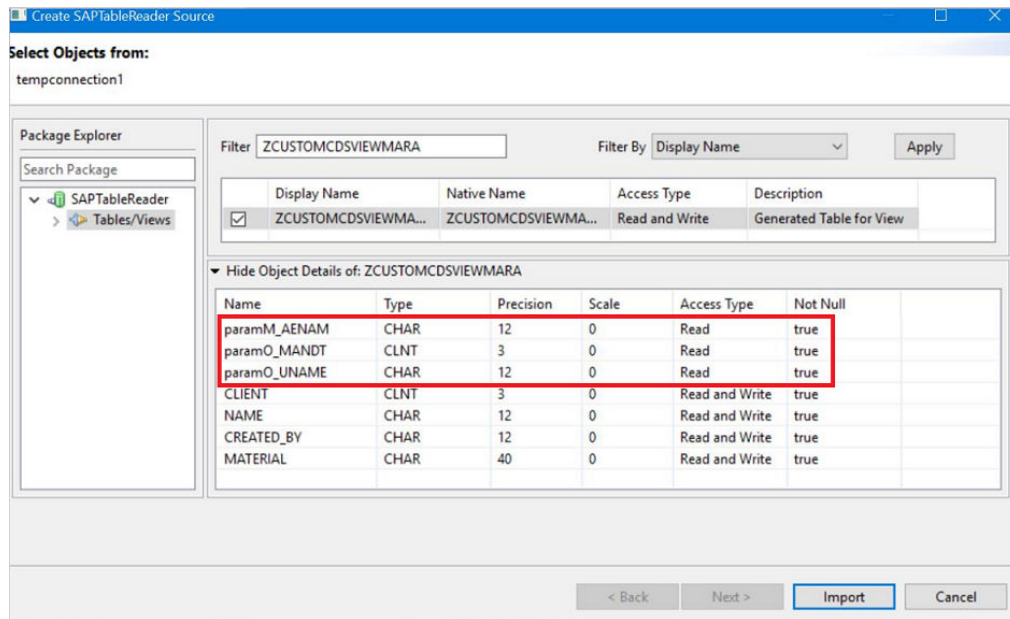 Create SAPTableReader Source
Select Objects from:
tempconnection1
Package Explorer
Search Package
SAPTableReader
Tables/Views
Filter ZCUSTOMCDSVIEWMARA Filter By Display Name Apply
Display Name Native Name Access Type Description
ZCUSTOMCDSVIEWMA... ZCUSTOMCDSVIEWMA... Read and Write Generated Table for View
Hide Object Details of: ZCUSTOMCDSVIEWMARA
Name Type Precision Scale Access Type Not Null
paramM_AENAM CHAR 12 0 Read true
paramO_MANDT CLNT 3 0 Read true
paramO_UNAME CHAR 12 0 Read true
CLIENT CLNT 3 0 Read and Write true
NAME CHAR 12 0 Read and Write true
CREATED_BY CHAR 12 0 Read and Write true
MATERIAL CHAR 40 0 Read and Write true
< Back Next > Import Cancel